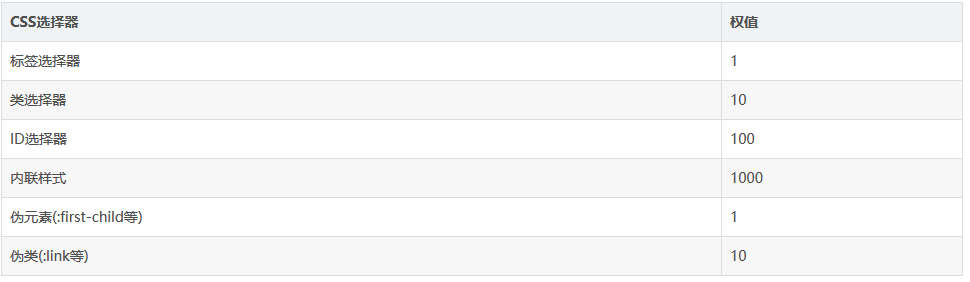 CSS选择器 权值
标签选择器 1
类选择器 10
ID选择器 100
内联样式 1000
伪元素(:first-child等) 1
伪类(:link等) 10